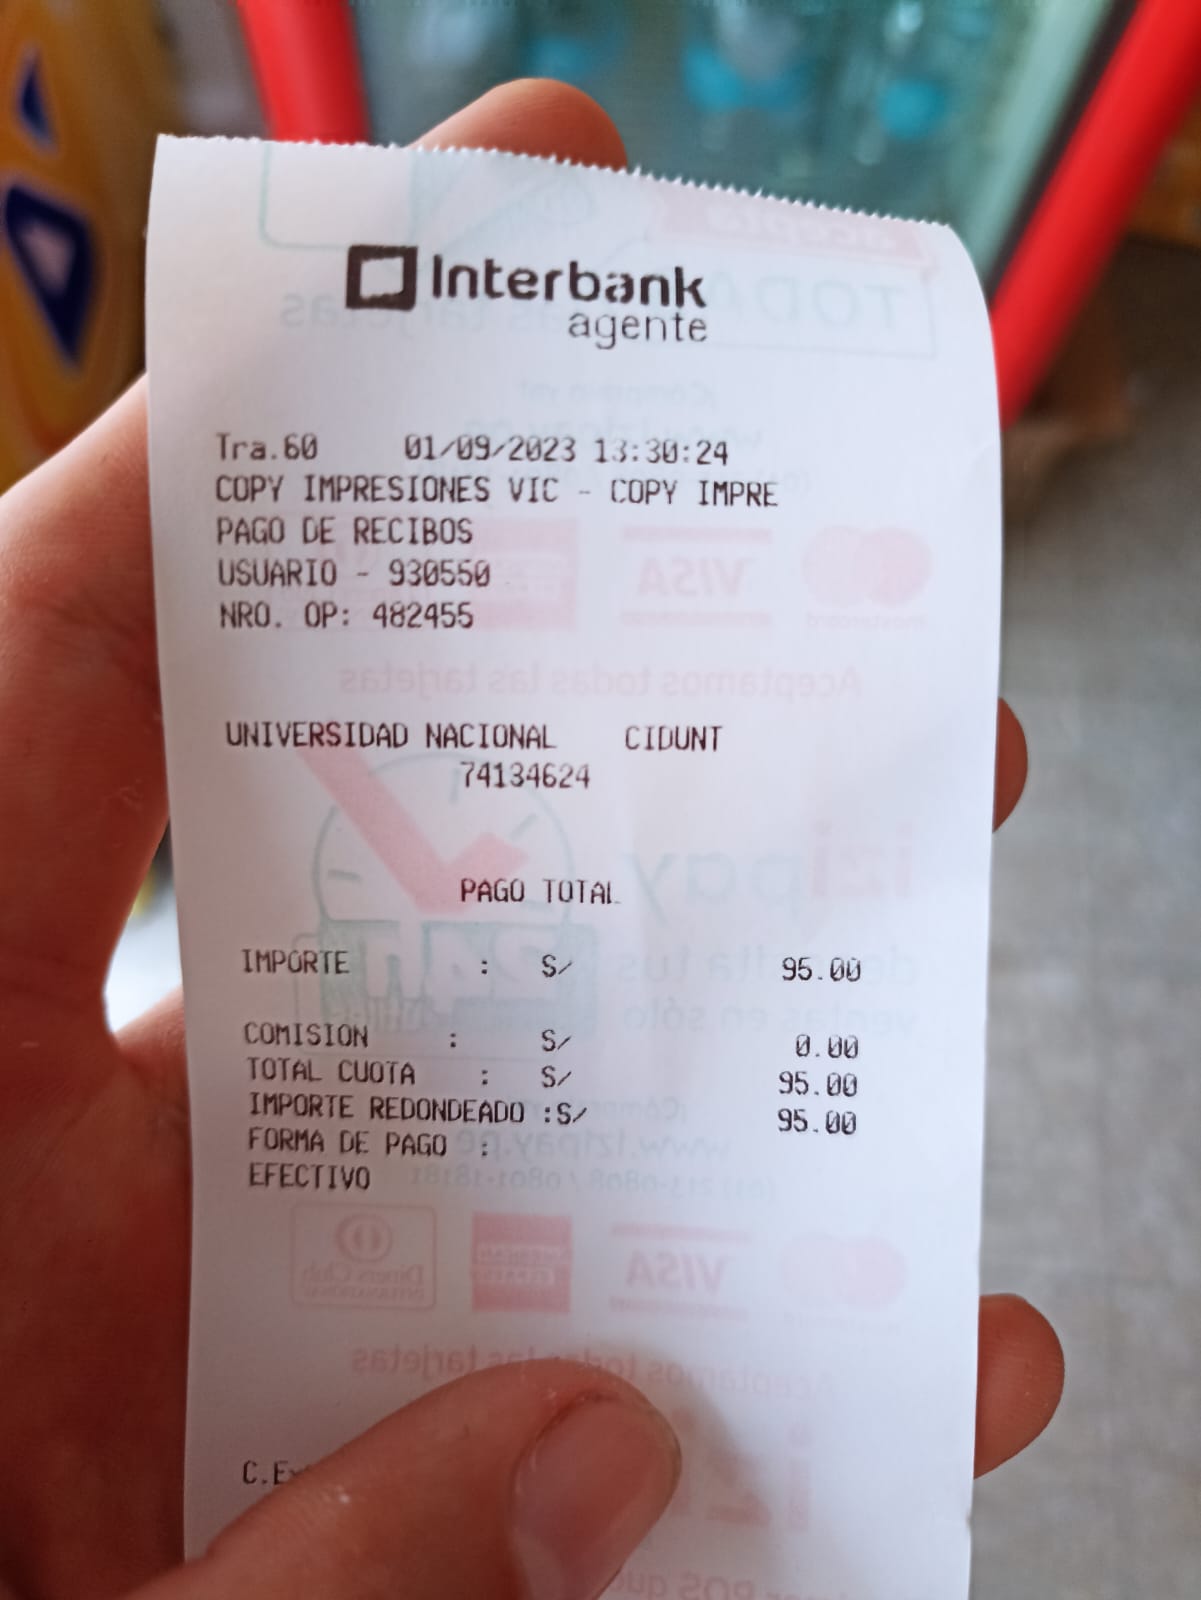 Interbank
agente
Tra.60 01/09/2023 13:30:24
COPY IMPRESIONES VIC - COPY IMPRE
PAGO DE RECIBOS
USUARIO - 930550
NRO. OP: 482455
UNIVERSIDAD NACIONAL CIDUNT
74134624
PAGO TOTAL
IMPORTE : S/ 95.00
COMISION : S/ 0.00
TOTAL CUOTA : S/ 95.00
IMPORTE REDONDEADO :S/ 95.00
FORMA DE PAGO :
EFECTIVO